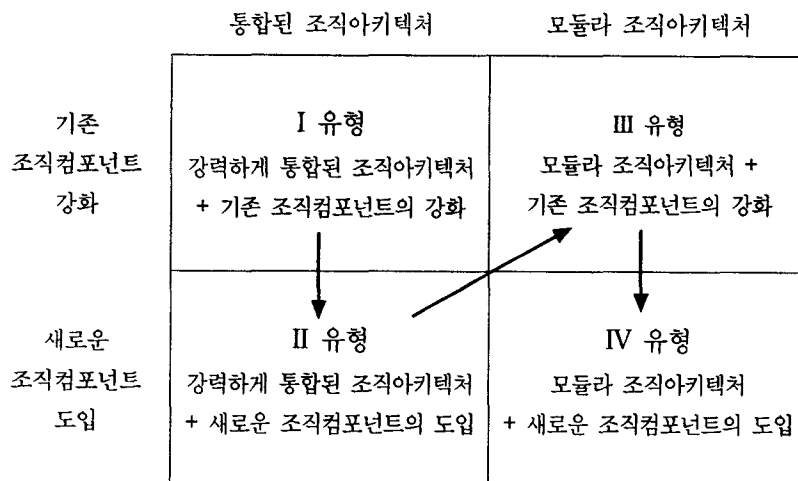 통합된 조직아키텍처
모듈라 조직아키텍처
기존
조직컴포넌트
강화
I 유형
강력하게 통합된 조직아키텍처
+ 기존 조직컴포넌트의 강화
III 유형
모듈라 조직아키텍처 +
기존 조직컴포넌트의 강화
새로운
조직컴포넌트
도입
II 유형
강력하게 통합된 조직아키텍처
+ 새로운 조직컴포넌트의 도입
IV 유형
모듈라 조직아키텍처
+ 새로운 조직컴포넌트의 도입